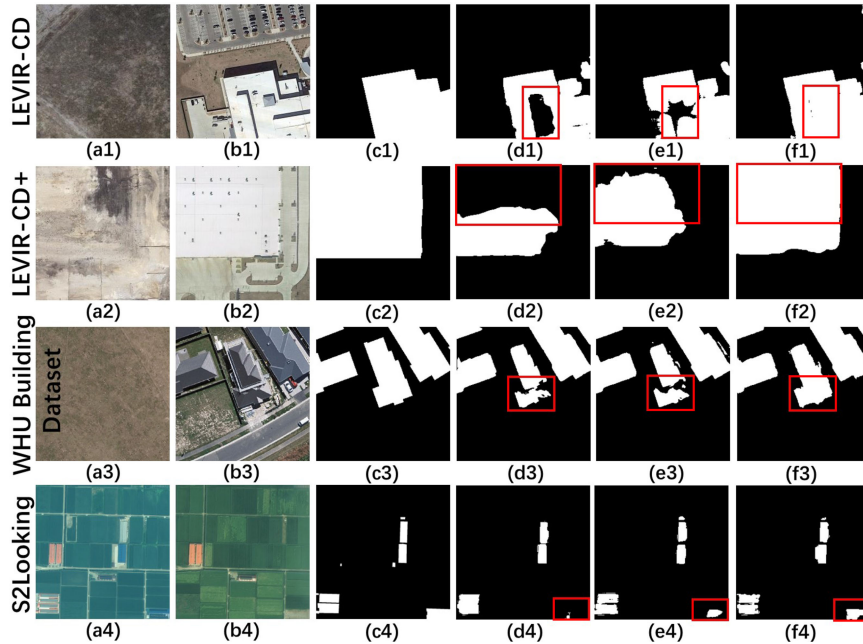 LEVIR-CD
(a1) (b1) (c1) (d1) (e1) (f1)
LEVIR-CD+
(a2) (b2) (c2) (d2) (e2) (f2)
WHU Building
Dataset
(a3) (b3) (c3) (d3) (e3) (f3)
S2Looking
(a4) (b4) (c4) (d4) (e4) (f4)